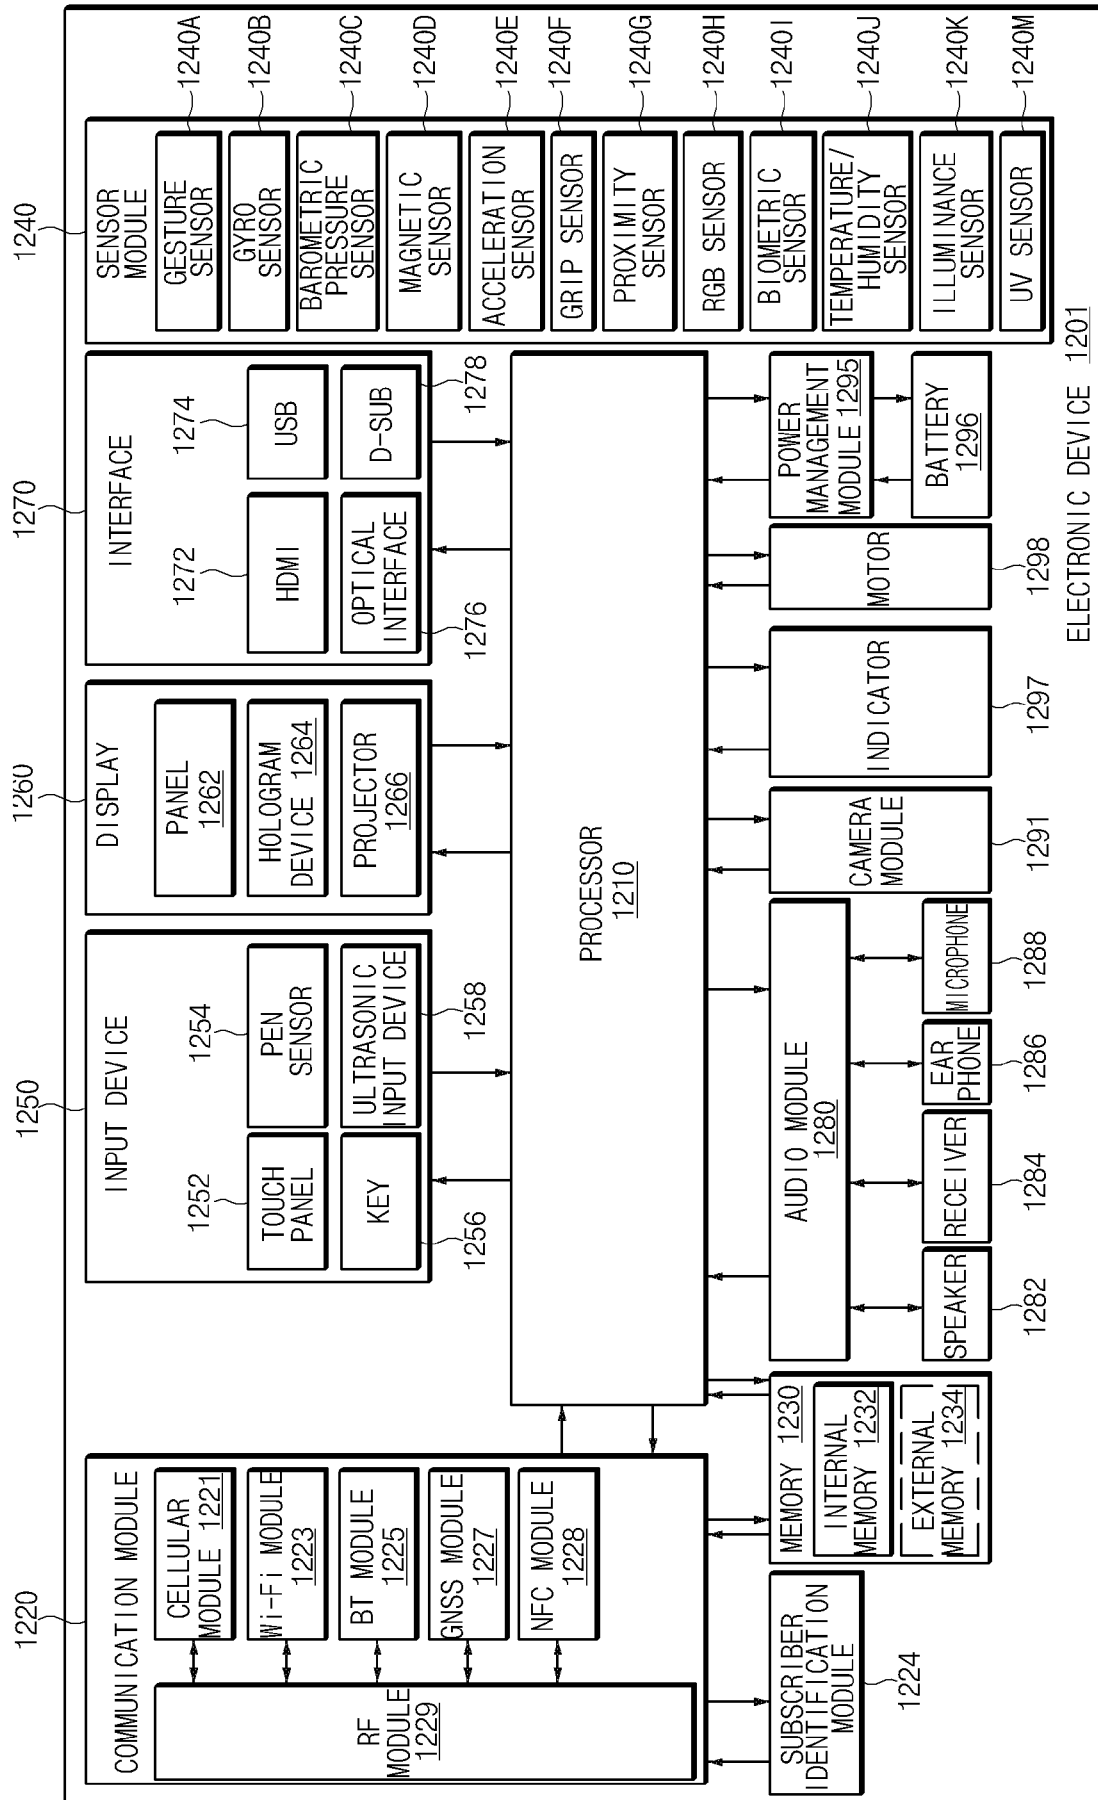 ELECTRONIC DEVICE 1201
1220
COMMUNICATION MODULE
CELLULAR
MODULE 1221
Wi-Fi MODULE
1223
BT MODULE
1225
GNSS MODULE
1227
NFC MODULE
1228
RF
MODULE
1229
1250
INPUT DEVICE
1252
TOUCH
PANEL
1254
PEN
SENSOR
KEY
1256
ULTRASONIC
INPUT DEVICE
1258
1260
DISPLAY
PANEL
1262
HOLOGRAM
DEVICE 1264
PROJECTOR
1266
1270
INTERFACE
1272
HDMI
1274
USB
OPTICAL
INTERFACE
1276
D-SUB
1278
1240
SENSOR
MODULE
GESTURE
SENSOR
1240A
GYRO
SENSOR
1240B
BAROMETRIC
PRESSURE
SENSOR
1240C
MAGNETIC
SENSOR
1240D
ACCELERATION
SENSOR
1240E
GRIP SENSOR
1240F
PROXIMITY
SENSOR
1240G
RGB SENSOR
1240H
BIOMETRIC
SENSOR
1240I
TEMPERATURE/
HUMIDITY
SENSOR
1240J
ILLUMINANCE
SENSOR
1240K
UV SENSOR
1240M
PROCESSOR
1210
SUBSCRIBER
IDENTIFICATION
MODULE
1224
MEMORY 1230
INTERNAL
MEMORY 1232
EXTERNAL
MEMORY 1234
AUDIO MODULE
1280
SPEAKER
1282
RECEIVER
1284
EAR
PHONE
1286
MICROPHONE
1288
CAMERA
MODULE
1291
INDICATOR
1297
MOTOR
1298
POWER
MANAGEMENT
MODULE 1295
BATTERY
1296